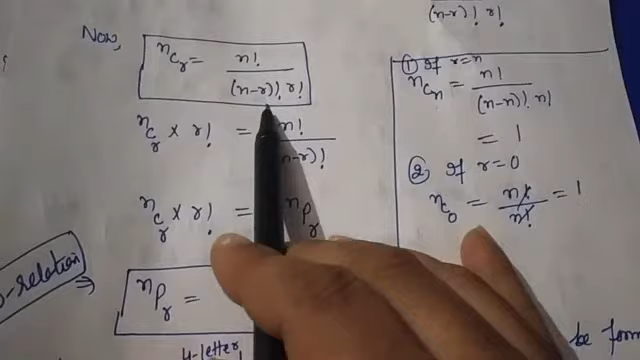 (n-r)! r!
Now,
ⁿCᵣ = n! / (n-r)! r!
ⁿCᵣ × r! = n! / n-r)!
ⁿCᵣ × r! = ⁿPᵣ
-relation ⇒
ⁿPᵣ =
4-letter
① If r=n
ⁿCₙ = n! / (n-n)! n!
= 1
② If r=0
ⁿC₀ = n! / n! = 1
be form